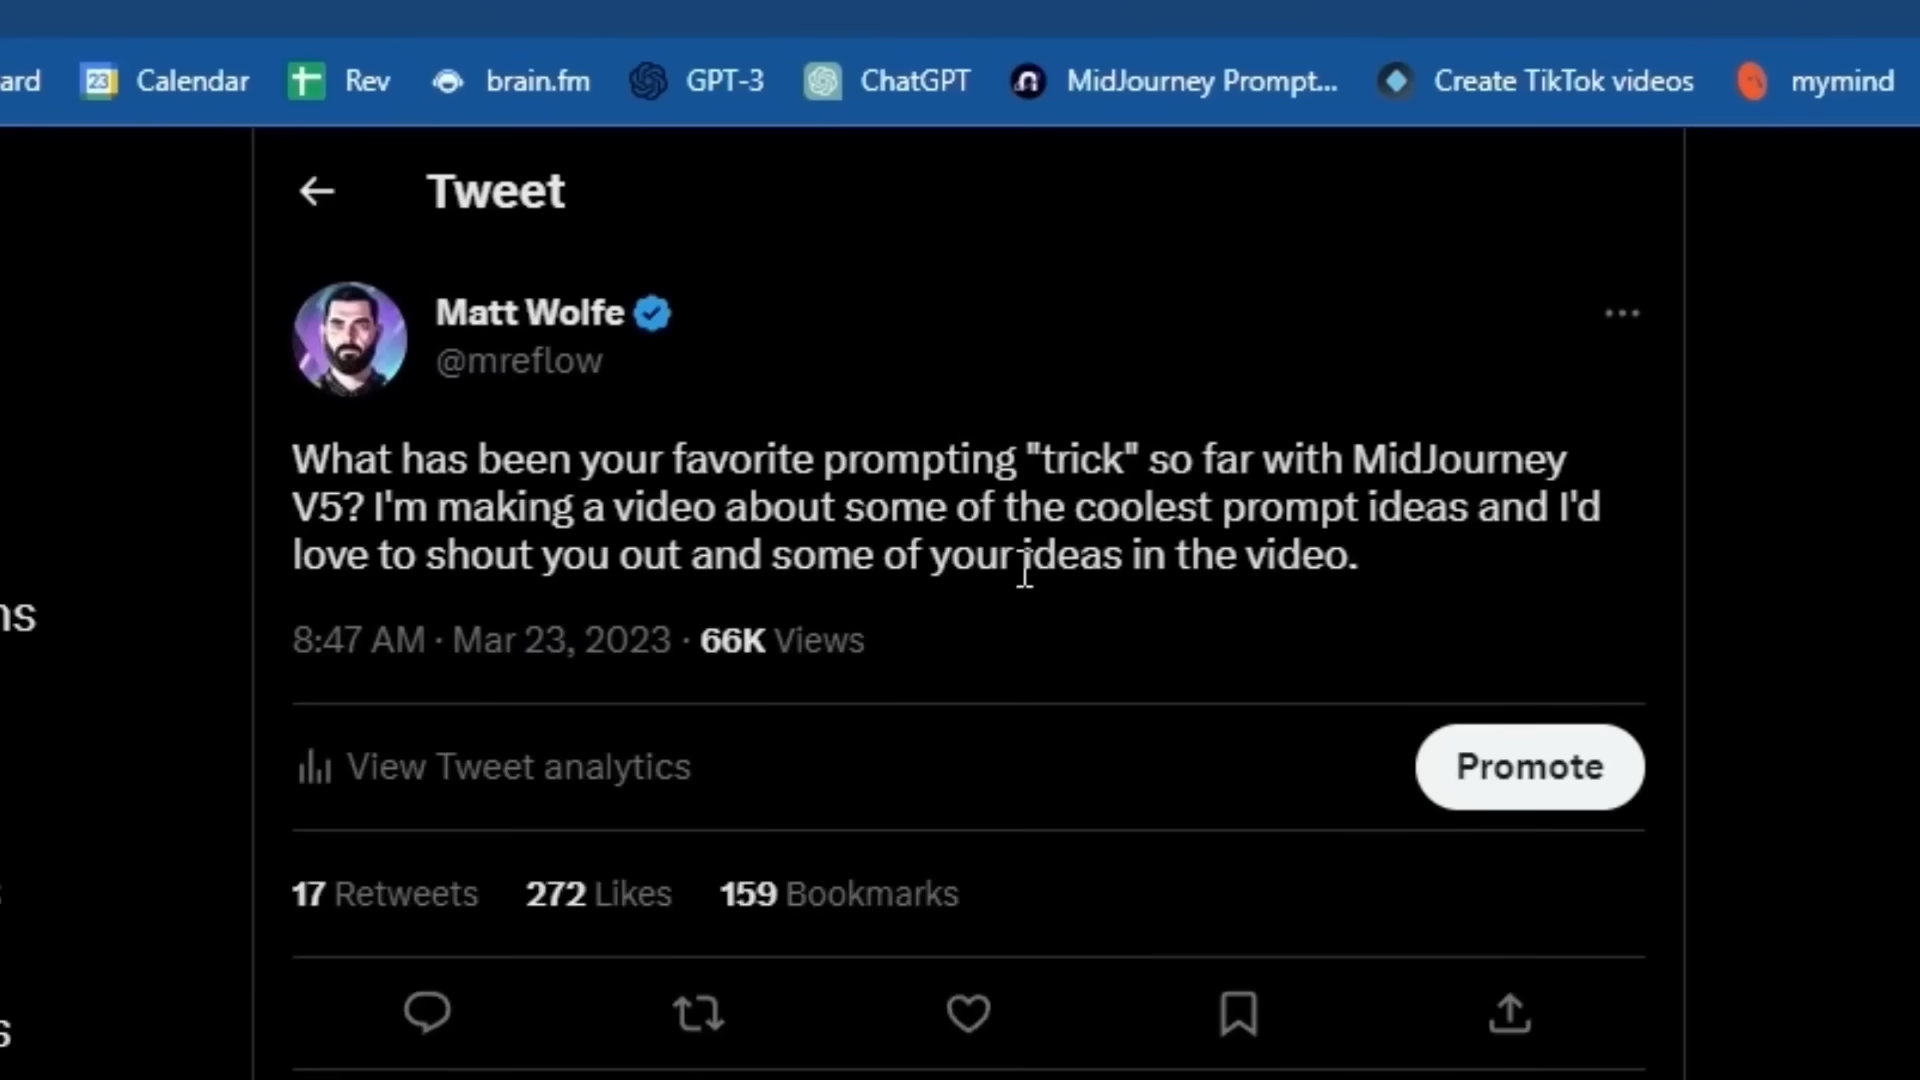 ard 23 Calendar Rev brain.fm GPT-3 ChatGPT MidJourney Prompt... Create TikTok videos mymind
Tweet
Matt Wolfe
@mreflow
What has been your favorite prompting "trick" so far with MidJourney
V5? I'm making a video about some of the coolest prompt ideas and I'd
love to shout you out and some of your ideas in the video.
ns
8:47 AM · Mar 23, 2023 · 66K Views
View Tweet analytics
Promote
17 Retweets 272 Likes 159 Bookmarks